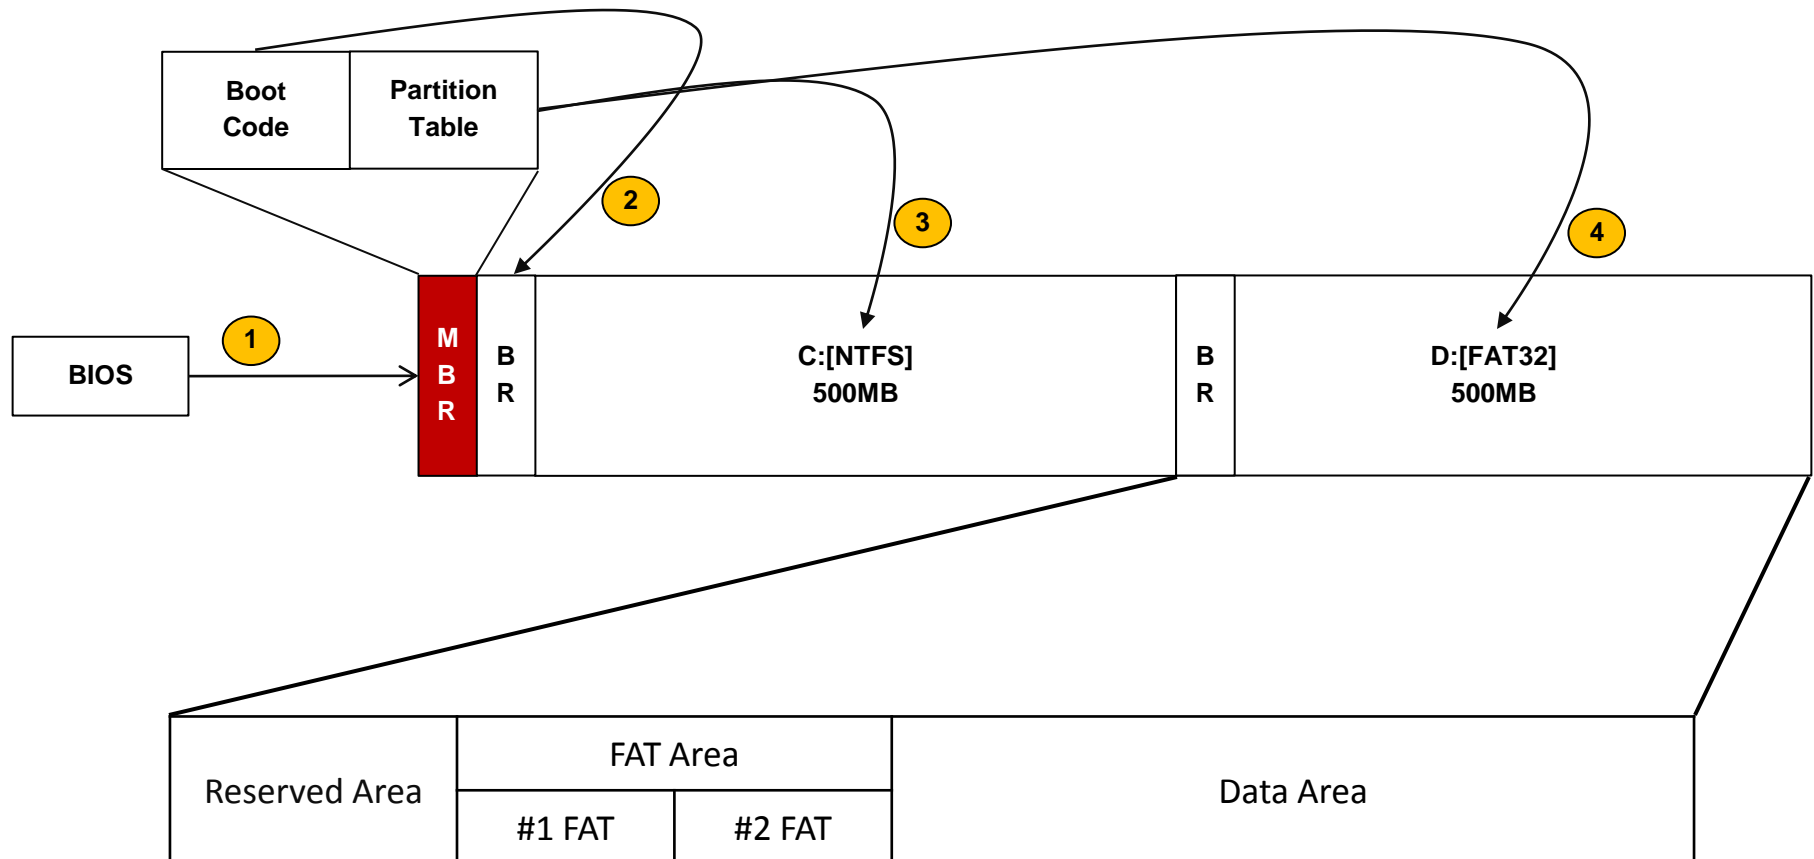 Boot
Code
Partition
Table
2
3
4
1
BIOS
M
B
R
B
R
C:[NTFS]
500MB
B
R
D:[FAT32]
500MB
Reserved Area
FAT Area
#1 FAT
#2 FAT
Data Area